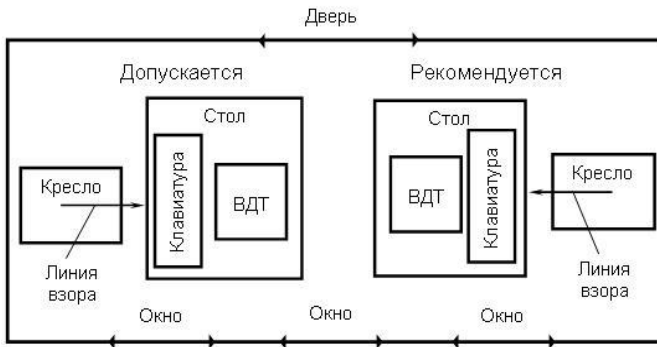 Дверь
Допускается
Рекомендуется
Стол
Стол
Кресло
Клавиатура
ВДТ
ВДТ
Клавиатура
Кресло
Линия
взора
Линия
взора
Окно
Окно
Окно